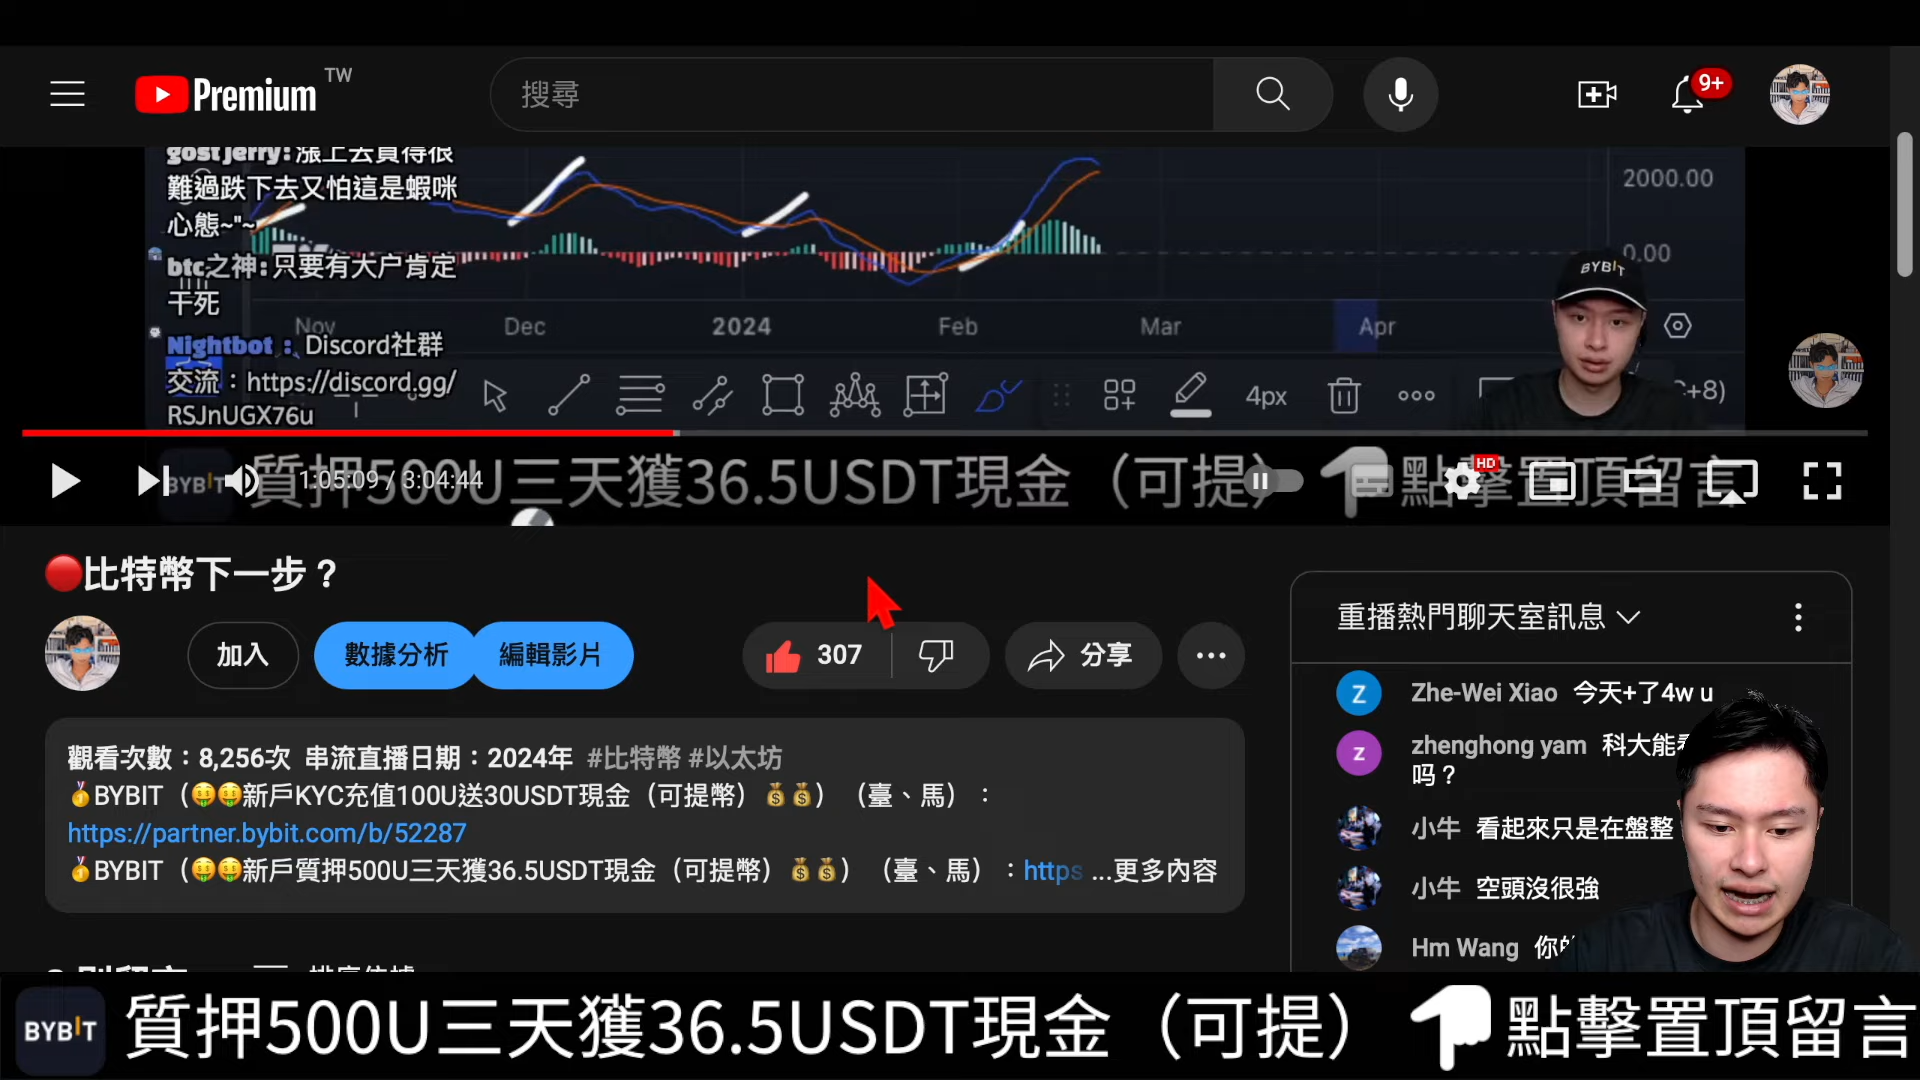 Premium TW
搜尋
9+
gost jerry:漲上去買得很
難過跌下去又怕這是蝦咪
心態~"~
btc之神:只要有大户肯定
干死
Nightbot : Discord社群
交流:https://discord.gg/
RSJnUGX76u
2000.00
0.00
BYBIT
Nov Dec 2024 Feb Mar Apr
4px
+8)
1:05:09 / 3:04:44
HD
BYBIT 質押500U三天獲36.5USDT現金（可提） 點擊置頂留言
🔴比特幣下一步？
加入 數據分析 編輯影片 307 分享
觀看次數：8,256次 串流直播日期：2024年 #比特幣 #以太坊
🥇BYBIT（🤑🤑新戶KYC充值100U送30USDT現金（可提幣）💰💰）（臺、馬）：
https://partner.bybit.com/b/52287
🥇BYBIT（🤑🤑新戶質押500U三天獲36.5USDT現金（可提幣）💰💰）（臺、馬）：https ...更多內容
重播熱門聊天室訊息
Z Zhe-Wei Xiao 今天+了4w u
z zhenghong yam 科大能
吗？
小牛 看起來只是在盤整
小牛 空頭沒很強
Hm Wang 你
BYBIT 質押500U三天獲36.5USDT現金（可提） 點擊置頂留言